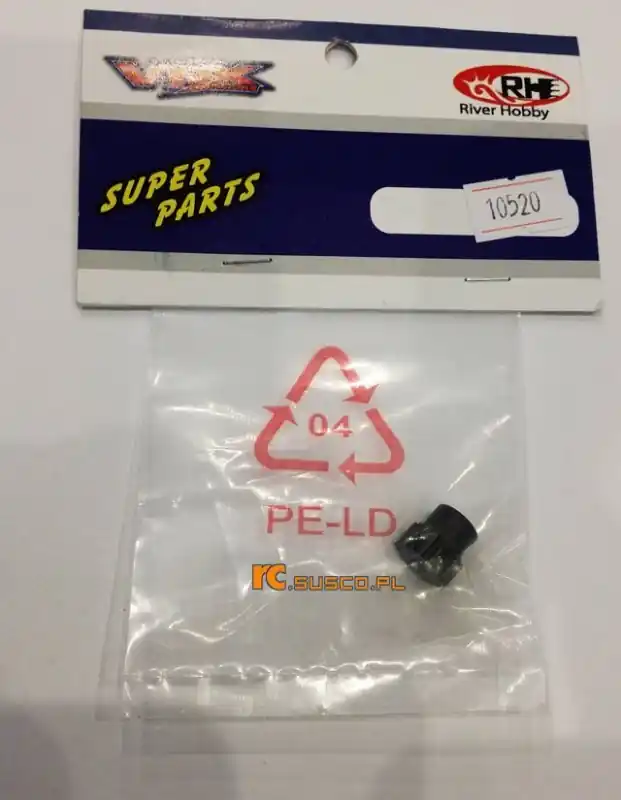 VRX
RH
River Hobby
SUPER
PARTS
10520
04
PE-LD
rc.susco.pl